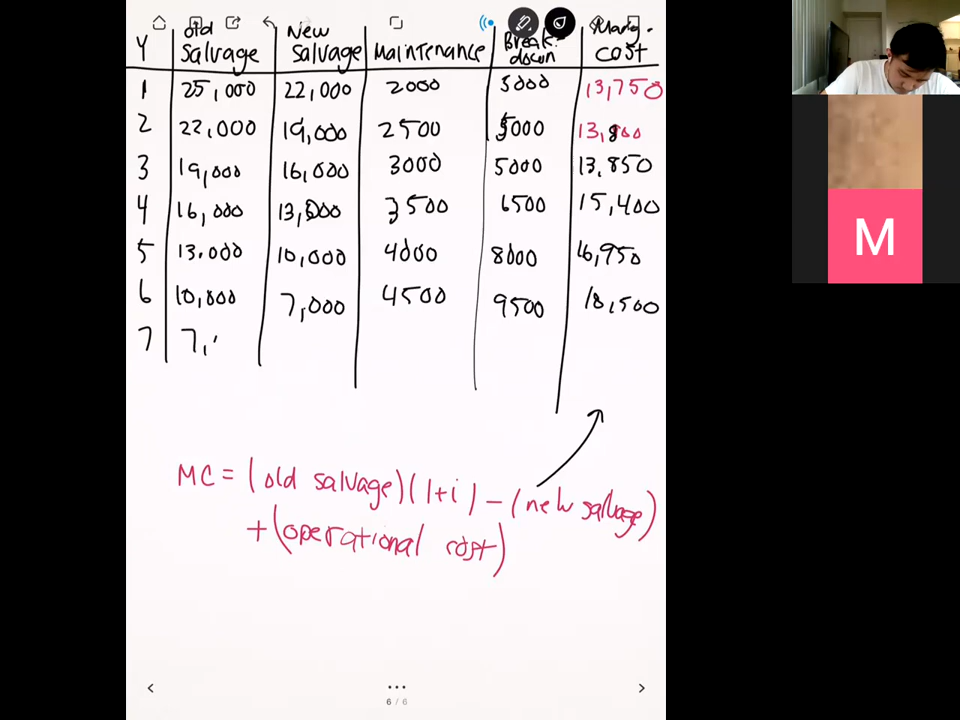 Y old Salvage New Salvage Maintenance Break-down Marg. cost
1 25,000 22,000 2000 5000 13,750
2 22,000 19,000 2500 5000 13,800
3 19,000 16,000 3000 5000 13,850
4 16,000 13,000 3500 6500 15,400
5 13.000 10,000 4000 8000 16,950
6 10,000 7,000 4500 9500 18,500
7 7,
MC = (old salvage)(1+i) - (new salvage)
+ (operational cost)
M
6 / 6